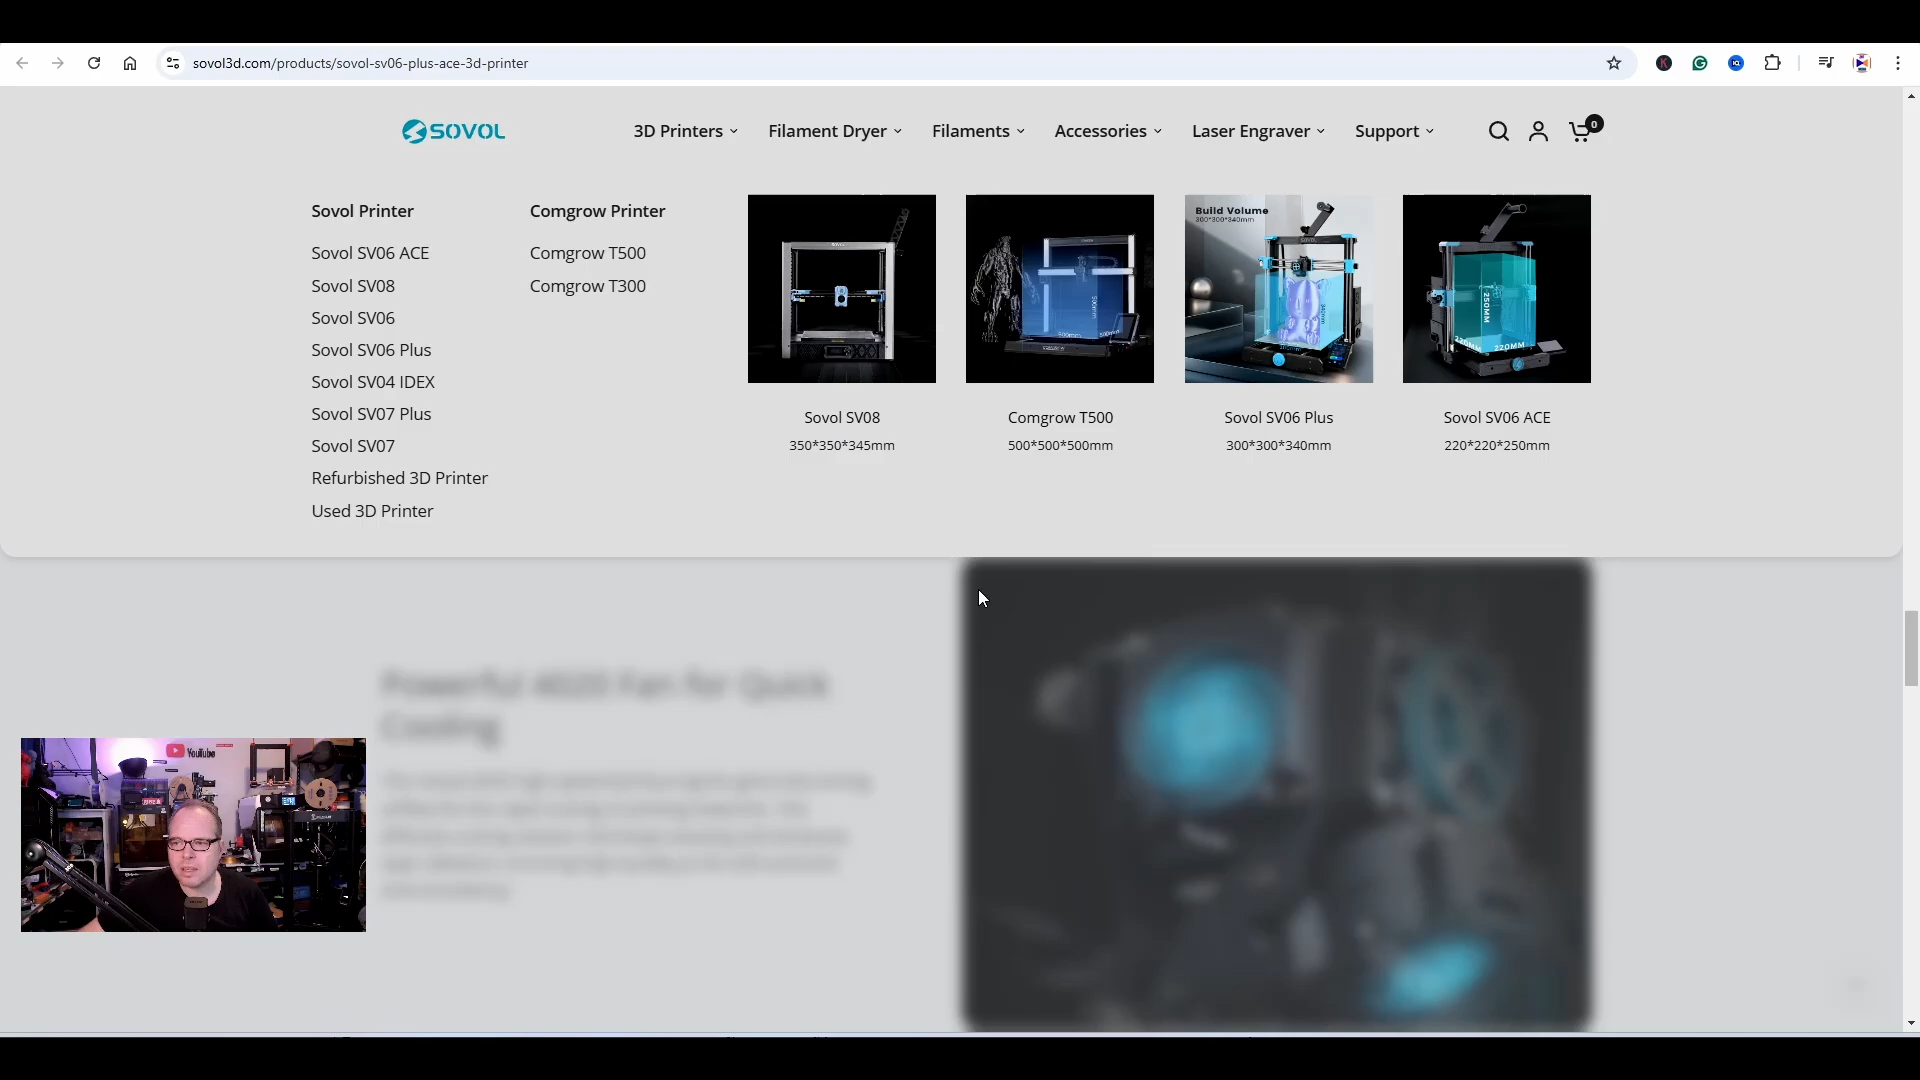 sovol3d.com/products/sovol-sv06-plus-ace-3d-printer
SOVOL
3D Printers
Filament Dryer
Filaments
Accessories
Laser Engraver
Support
0
Sovol Printer
Sovol SV06 ACE
Sovol SV08
Sovol SV06
Sovol SV06 Plus
Sovol SV04 IDEX
Sovol SV07 Plus
Sovol SV07
Refurbished 3D Printer
Used 3D Printer
Comgrow Printer
Comgrow T500
Comgrow T300
Sovol SV08
350*350*345mm
500mm
Comgrow T500
500*500*500mm
Build Volume
300*300*340mm
SOVOL
Sovol SV06 Plus
300*300*340mm
250MM
220MM
220MM
Sovol SV06 ACE
220*220*250mm
Powerful 4020 Fan for Quick
Cooling
YouTube